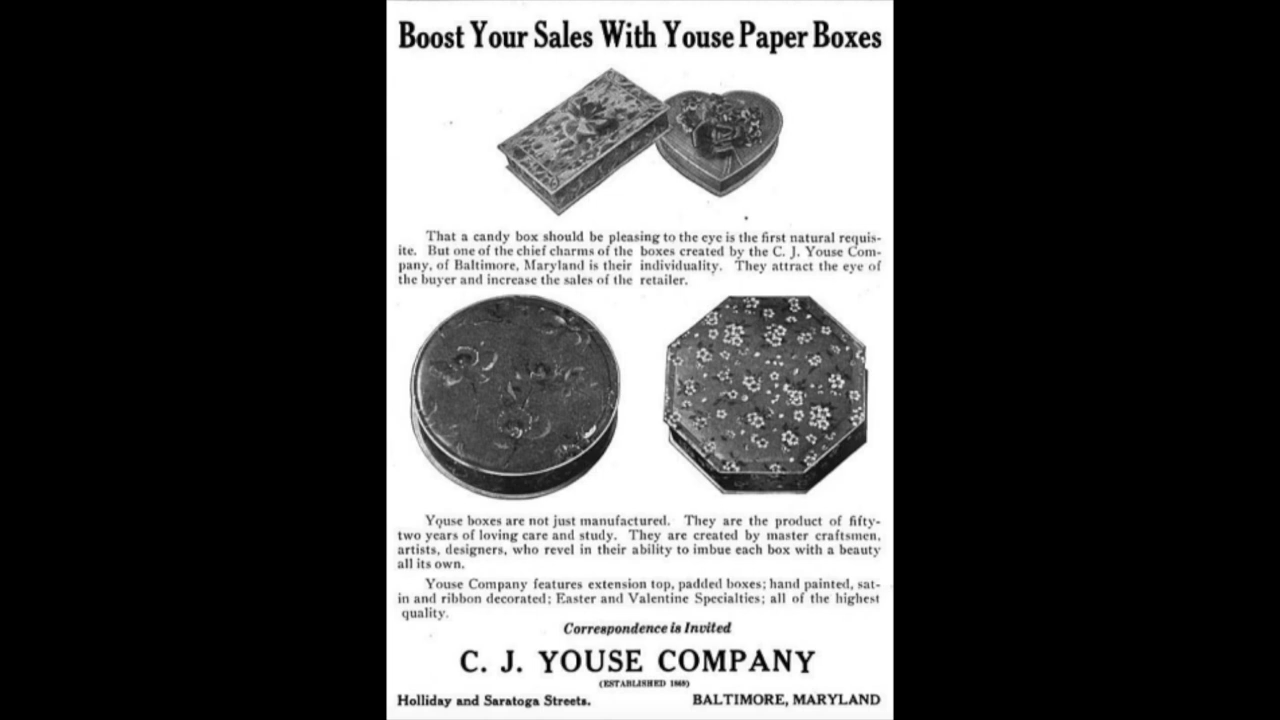 Boost Your Sales With Youse Paper Boxes
That a candy box should be pleasing to the eye is the first natural requis-
ite. But one of the chief charms of the boxes created by the C. J. Youse Com-
pany, of Baltimore, Maryland is their individuality. They attract the eye of
the buyer and increase the sales of the retailer.
Youse boxes are not just manufactured. They are the product of fifty-
two years of loving care and study. They are created by master craftsmen,
artists, designers, who revel in their ability to imbue each box with a beauty
all its own.
Youse Company features extension top, padded boxes; hand painted, sat-
in and ribbon decorated; Easter and Valentine Specialties; all of the highest
quality.
Correspondence is Invited
C. J. YOUSE COMPANY
(ESTABLISHED
Holliday and Saratoga Streets.
BALTIMORE, MARYLAND